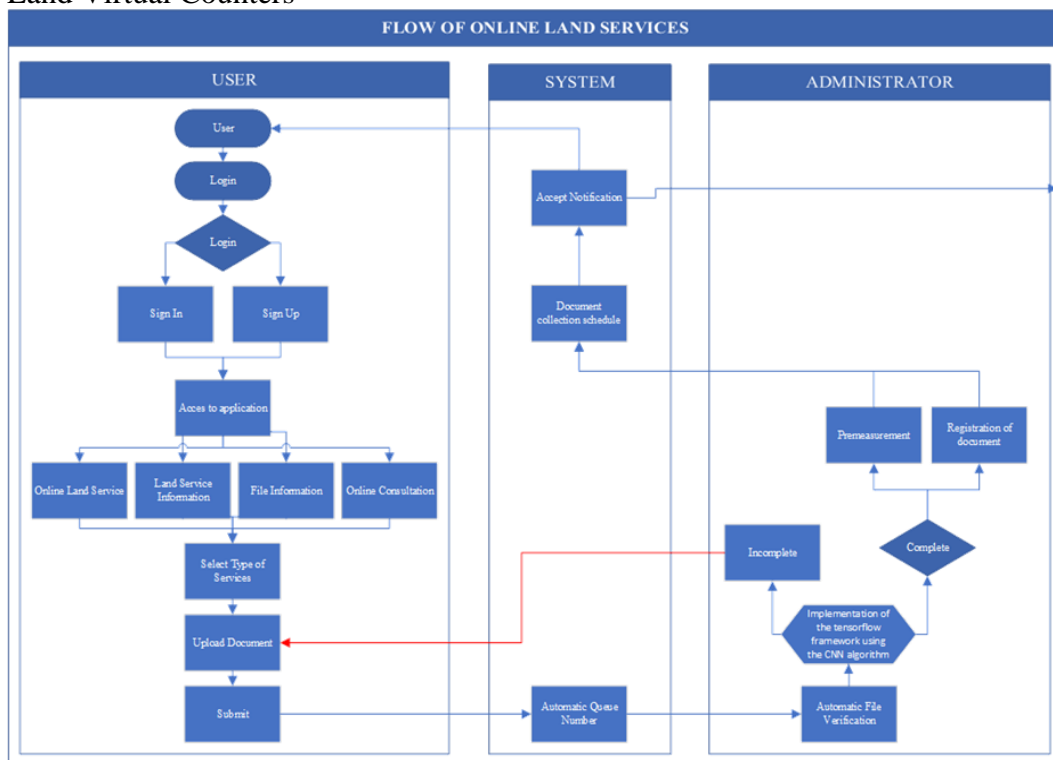 Land Virtual Counters
FLOW OF ONLINE LAND SERVICES
USER
User
Login
Login
Sign In
Sign Up
Acces to application
Online Land Service
Land Service
Information
File Information
Online Consultation
Select Type of
Services
Upload Document
Submit
SYSTEM
Accept Notification
Document
collection schedule
Automatic Queue
Number
ADMINISTRATOR
Premeasurement
Registration of
document
Incomplete
Complete
Implementation of
the tensorflow
framework using
the CNN algorithm
Automatic File
Verification